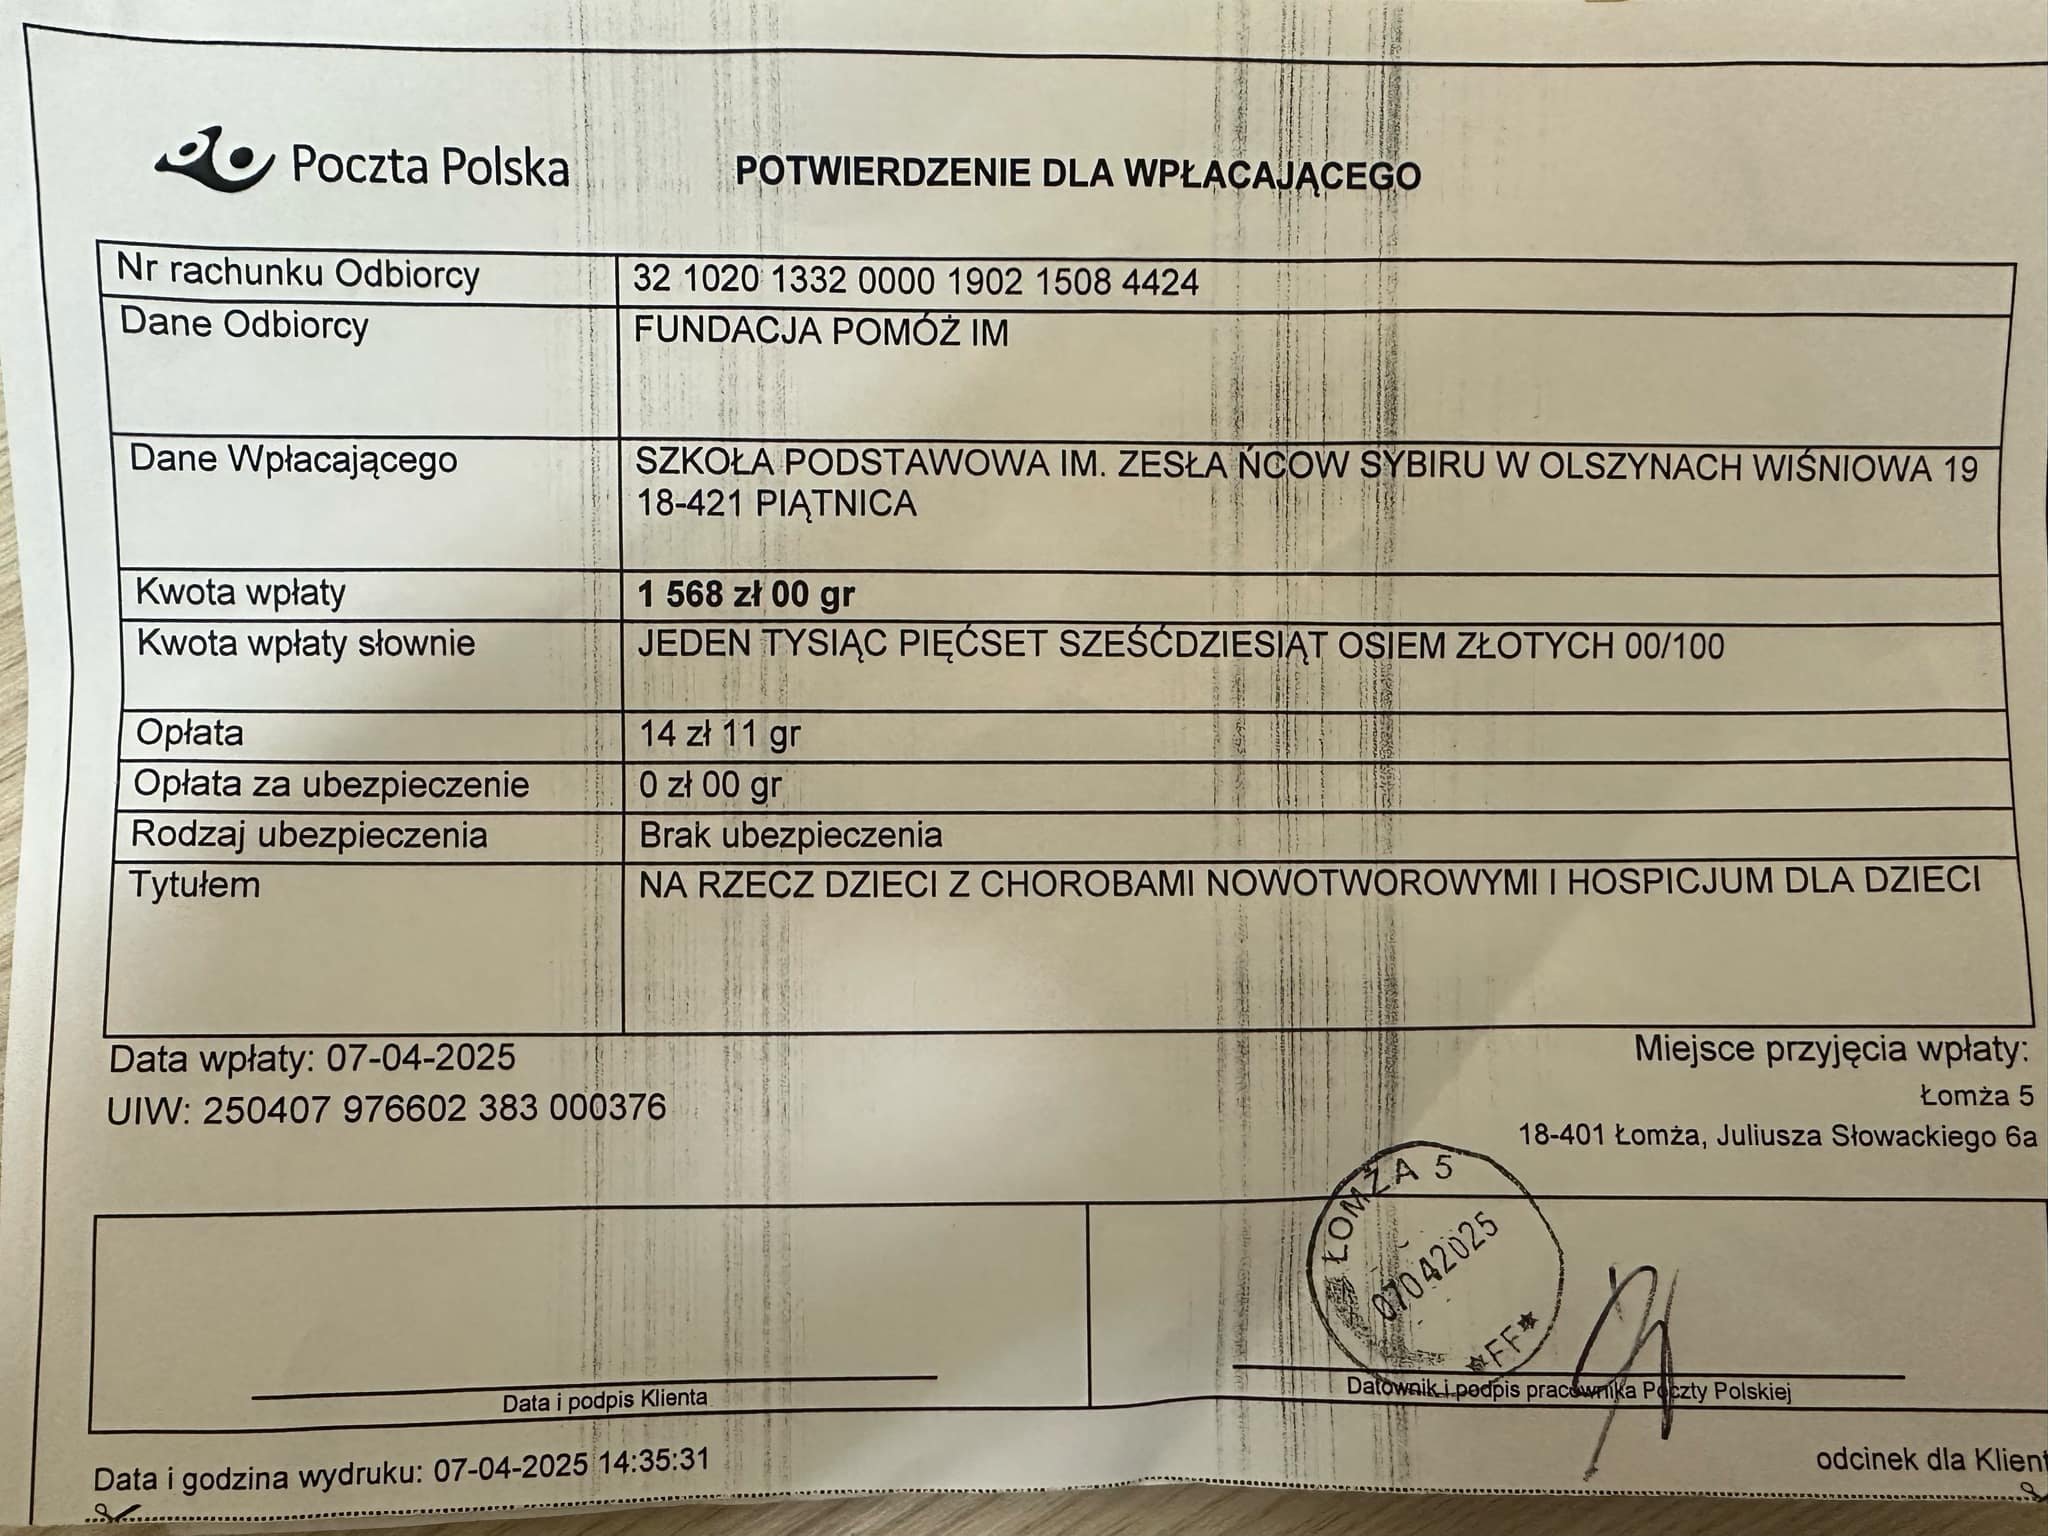 Poczta Polska
POTWIERDZENIE DLA WPŁACAJĄCEGO
Nr rachunku Odbiorcy 32 1020 1332 0000 1902 1508 4424
Dane Odbiorcy FUNDACJA POMÓŻ IM
Dane Wpłacającego SZKOŁA PODSTAWOWA IM. ZESŁA ŃCOW SYBIRU W OLSZYNACH WIŚNIOWA 19
18-421 PIĄTNICA
Kwota wpłaty 1 568 zł 00 gr
Kwota wpłaty słownie JEDEN TYSIĄC PIĘĆSET SZEŚĆDZIESIĄT OSIEM ZŁOTYCH 00/100
Opłata 14 zł 11 gr
Opłata za ubezpieczenie 0 zł 00 gr
Rodzaj ubezpieczenia Brak ubezpieczenia
Tytułem NA RZECZ DZIECI Z CHOROBAMI NOWOTWOROWYMI I HOSPICJUM DLA DZIECI
Data wpłaty: 07-04-2025
UIW: 250407 976602 383 000376
Miejsce przyjęcia wpłaty:
Łomża 5
18-401 Łomża, Juliusza Słowackiego 6a
ŁOMŻA 5
07042025
FF
Data i podpis Klienta
Datownik i podpis pracownika Poczty Polskiej
Data i godzina wydruku: 07-04-2025 14:35:31
odcinek dla Klient